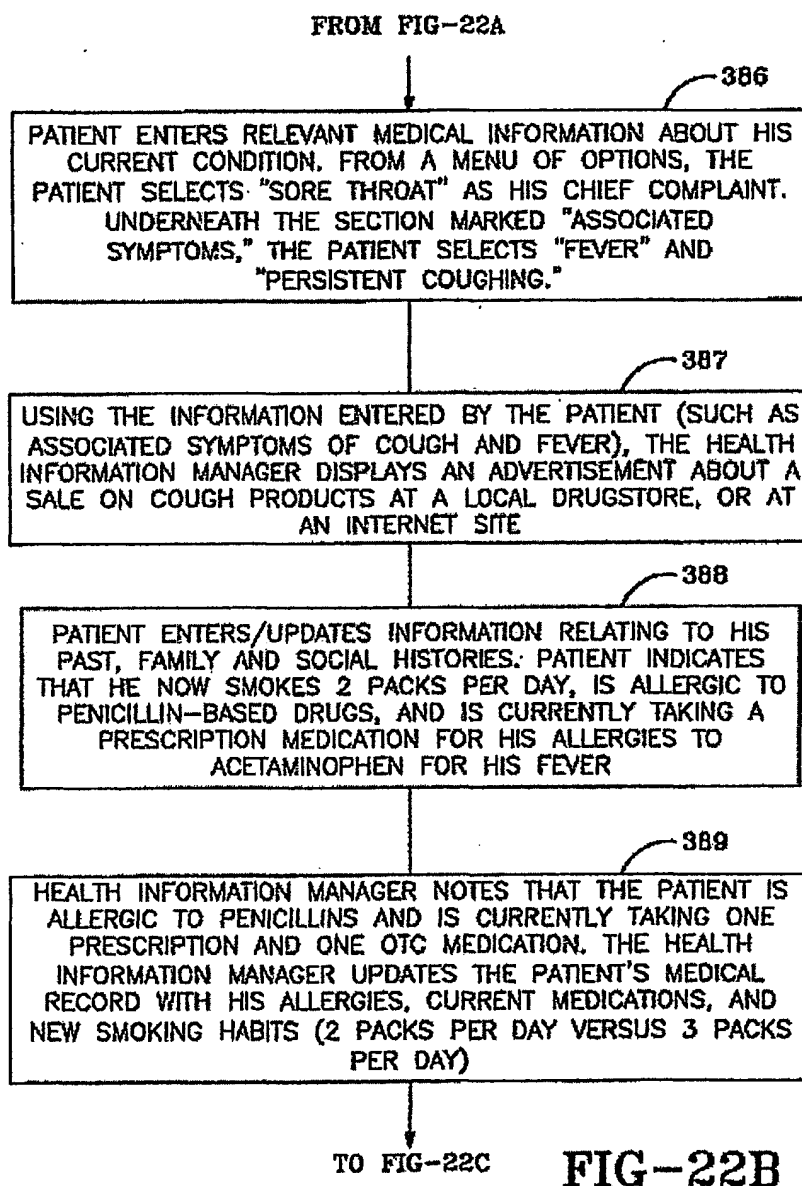 FROM FIG-22A
386
PATIENT ENTERS RELEVANT MEDICAL INFORMATION ABOUT HIS
CURRENT CONDITION. FROM A MENU OF OPTIONS, THE
PATIENT SELECTS "SORE THROAT" AS HIS CHIEF COMPLAINT.
UNDERNEATH THE SECTION MARKED "ASSOCIATED
SYMPTOMS," THE PATIENT SELECTS "FEVER" AND
"PERSISTENT COUGHING."
387
USING THE INFORMATION ENTERED BY THE PATIENT (SUCH AS
ASSOCIATED SYMPTOMS OF COUGH AND FEVER), THE HEALTH
INFORMATION MANAGER DISPLAYS AN ADVERTISEMENT ABOUT A
SALE ON COUGH PRODUCTS AT A LOCAL DRUGSTORE, OR AT
AN INTERNET SITE
388
PATIENT ENTERS/UPDATES INFORMATION RELATING TO HIS
PAST, FAMILY AND SOCIAL HISTORIES. PATIENT INDICATES
THAT HE NOW SMOKES 2 PACKS PER DAY, IS ALLERGIC TO
PENICILLIN-BASED DRUGS, AND IS CURRENTLY TAKING A
PRESCRIPTION MEDICATION FOR HIS ALLERGIES TO
ACETAMINOPHEN FOR HIS FEVER
389
HEALTH INFORMATION MANAGER NOTES THAT THE PATIENT IS
ALLERGIC TO PENICILLINS AND IS CURRENTLY TAKING ONE
PRESCRIPTION AND ONE OTC MEDICATION. THE HEALTH
INFORMATION MANAGER UPDATES THE PATIENT'S MEDICAL
RECORD WITH HIS ALLERGIES, CURRENT MEDICATIONS, AND
NEW SMOKING HABITS (2 PACKS PER DAY VERSUS 3 PACKS
PER DAY)
TO FIG-22C
FIG-22B